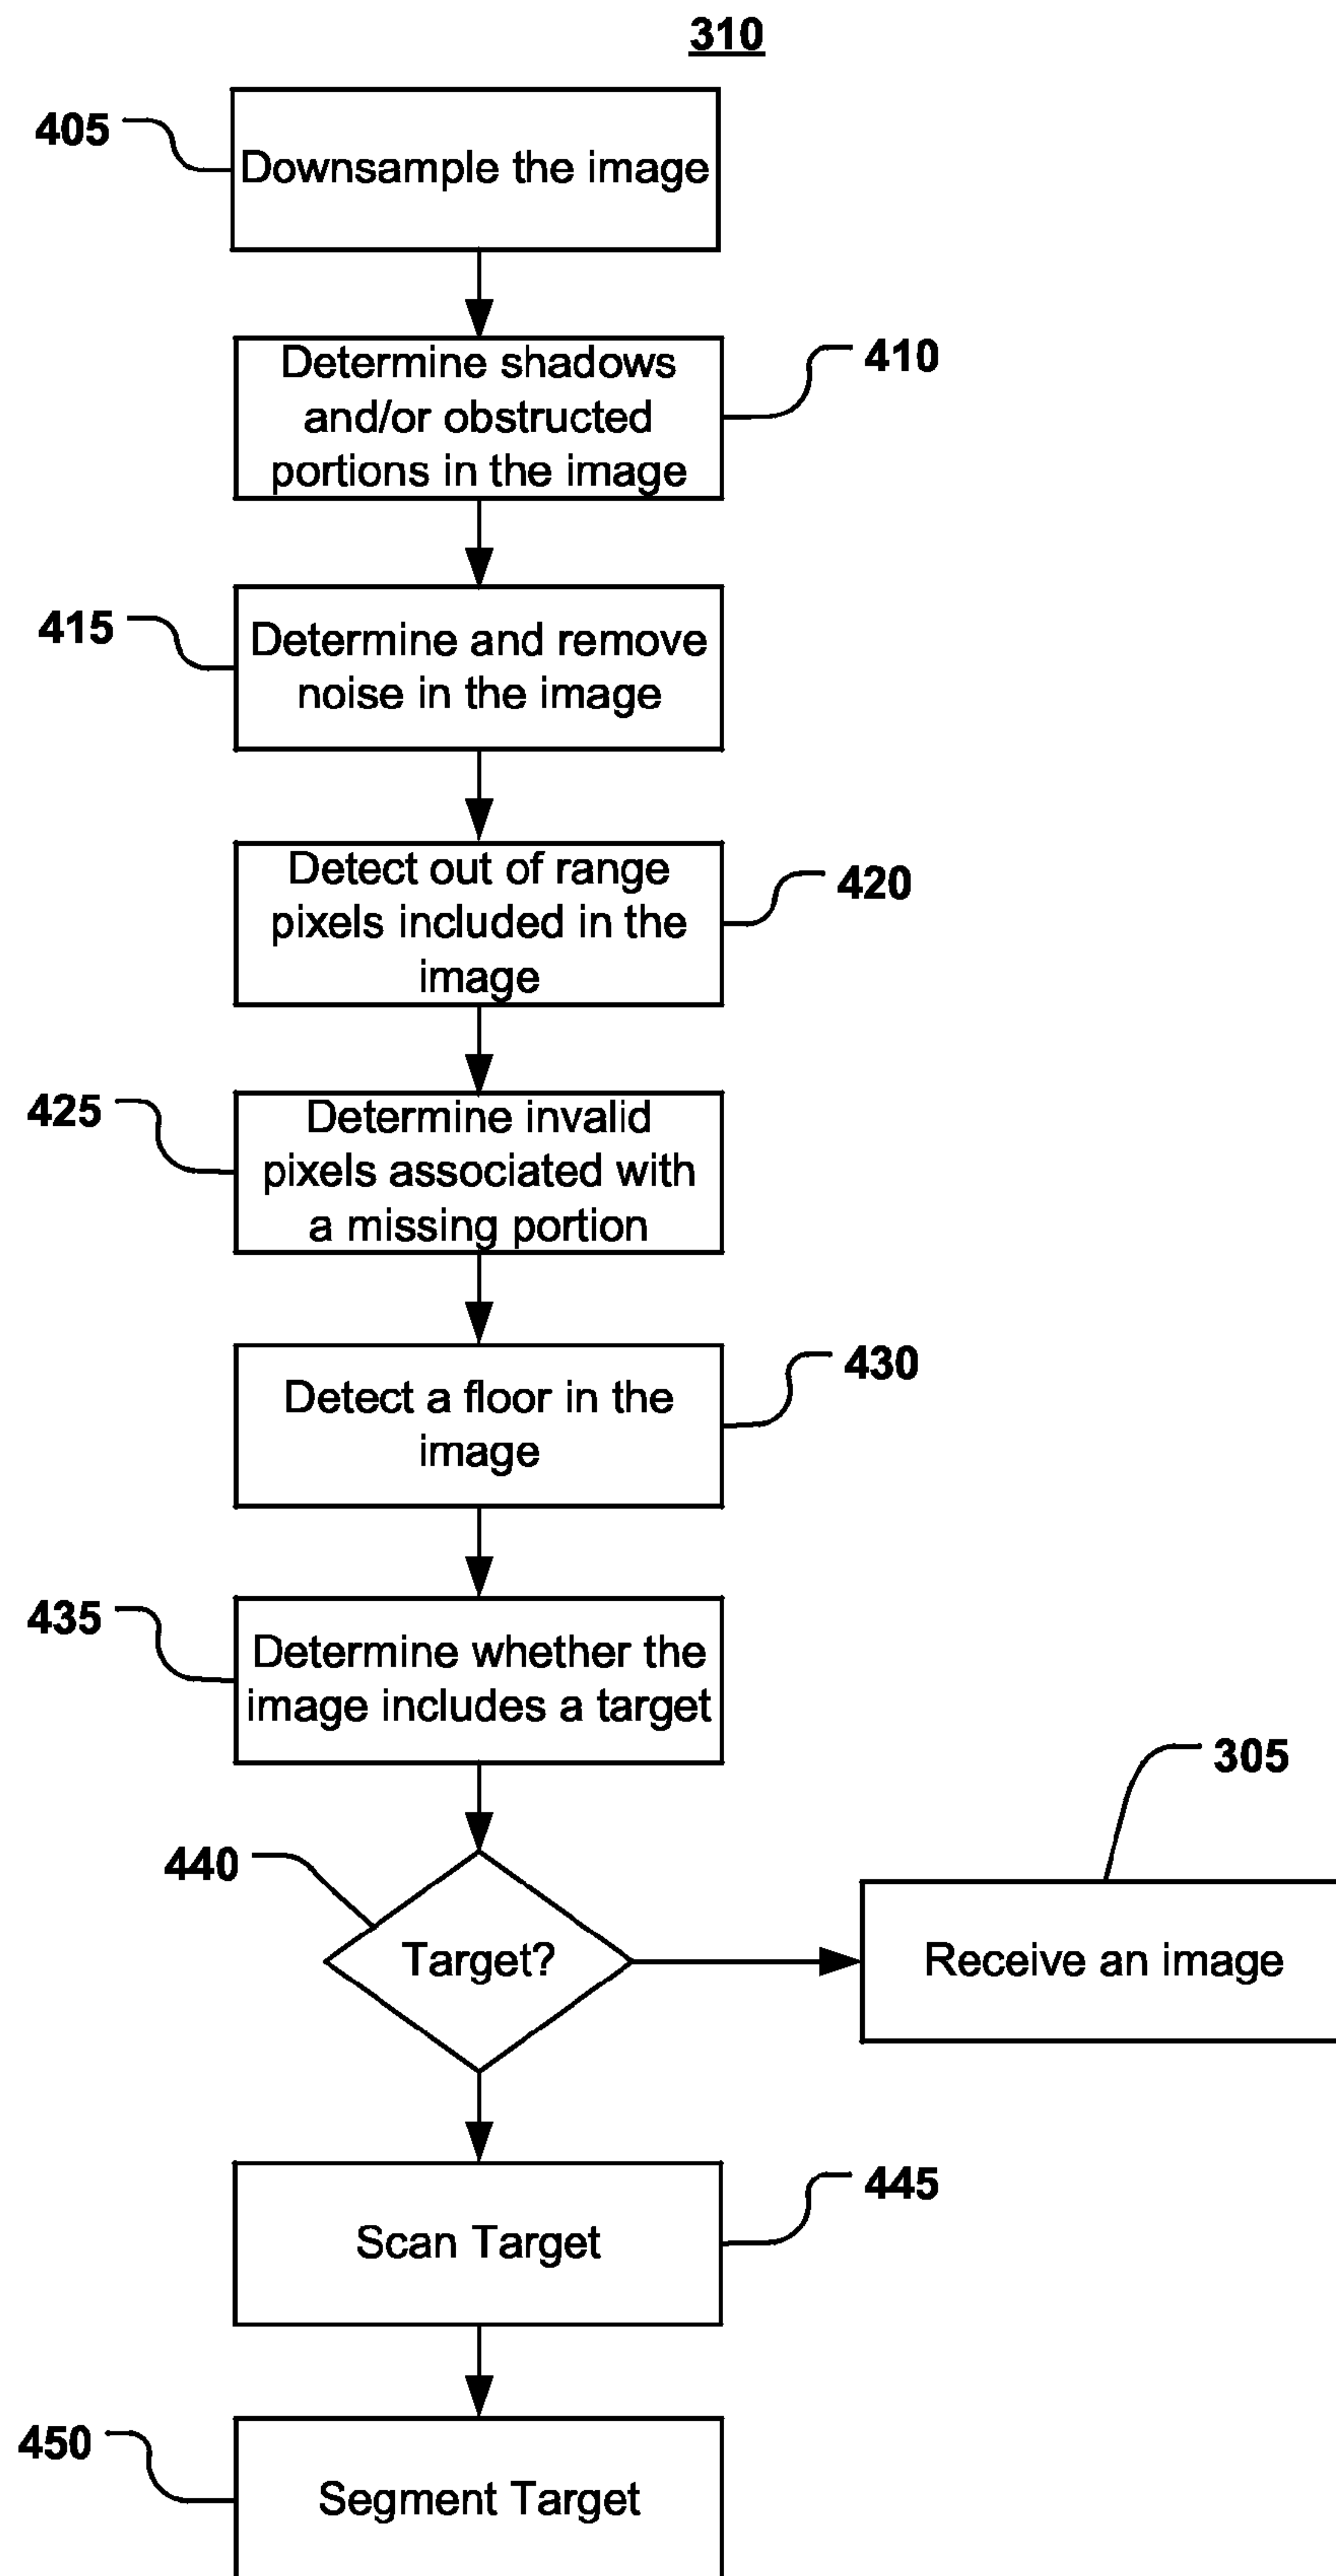 310
405
Downsample the image
Determine shadows
and/or obstructed
portions in the image
410
415
Determine and remove
noise in the image
Detect out of range
pixels included in the
image
420
425
Determine invalid
pixels associated with
a missing portion
Detect a floor in the
image
430
435
Determine whether the
image includes a target
440
Target?
305
Receive an image
Scan Target
445
450
Segment Target